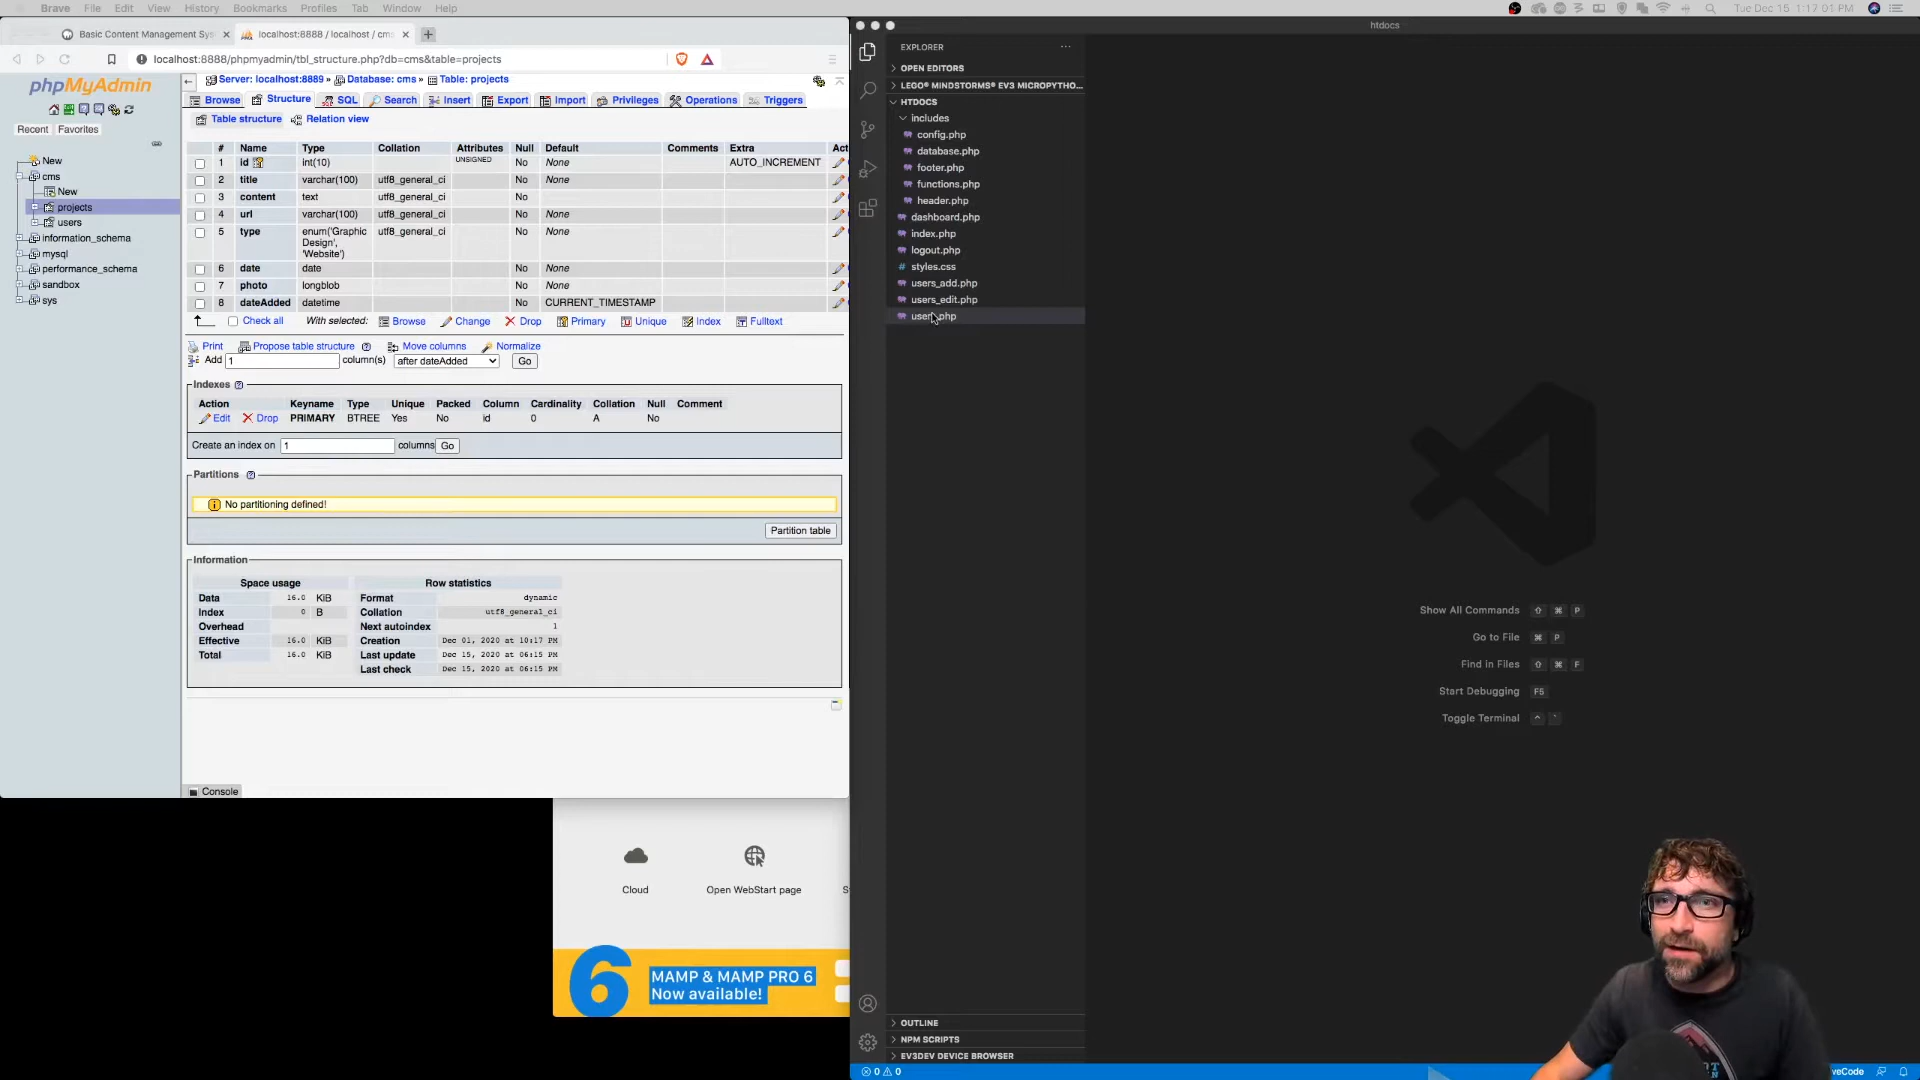 Brave File Edit View History Bookmarks Profiles Tab Window Help
Tue Dec 15 1:17:01 PM
Basic Content Management Sys
localhost:8888 / localhost / cms
localhost:8888/phpmyadmin/tbl_structure.php?db=cms&table=projects
phpMyAdmin
Recent Favorites
New
cms
New
projects
users
information_schema
mysql
performance_schema
sandbox
sys
Server: localhost:8889 » Database: cms » Table: projects
Browse Structure SQL Search Insert Export Import Privileges Operations Triggers
Table structure Relation view
# Name Type Collation Attributes Null Default Comments Extra Act
1 id int(10) UNSIGNED No None AUTO_INCREMENT
2 title varchar(100) utf8_general_ci No None
3 content text utf8_general_ci No
4 url varchar(100) utf8_general_ci No None
5 type enum('Graphic Design', 'Website') utf8_general_ci No None
6 date date No None
7 photo longblob No None
8 dateAdded datetime No CURRENT_TIMESTAMP
Check all With selected: Browse Change Drop Primary Unique Index Fulltext
Print Propose table structure Move columns Normalize
Add 1 column(s) after dateAdded Go
Indexes
Action Keyname Type Unique Packed Column Cardinality Collation Null Comment
Edit Drop PRIMARY BTREE Yes No id 0 A No
Create an index on 1 columns Go
Partitions
No partitioning defined!
Partition table
Information
Space usage
Data 16.0 KiB
Index 0 B
Overhead
Effective 16.0 KiB
Total 16.0 KiB
Row statistics
Format dynamic
Collation utf8_general_ci
Next autoindex 1
Creation Dec 01, 2020 at 10:17 PM
Last update Dec 15, 2020 at 06:15 PM
Last check Dec 15, 2020 at 06:15 PM
Console
Cloud
Open WebStart page
6
MAMP & MAMP PRO 6
Now available!
htdocs
EXPLORER
OPEN EDITORS
LEGO® MINDSTORMS® EV3 MICROPYTHO...
HTDOCS
includes
config.php
database.php
footer.php
functions.php
header.php
dashboard.php
index.php
logout.php
# styles.css
users_add.php
users_edit.php
users.php
OUTLINE
NPM SCRIPTS
EV3DEV DEVICE BROWSER
0 0
Show All Commands ⇧ ⌘ P
Go to File ⌘ P
Find in Files ⇧ ⌘ F
Start Debugging F5
Toggle Terminal ^ `
veCode